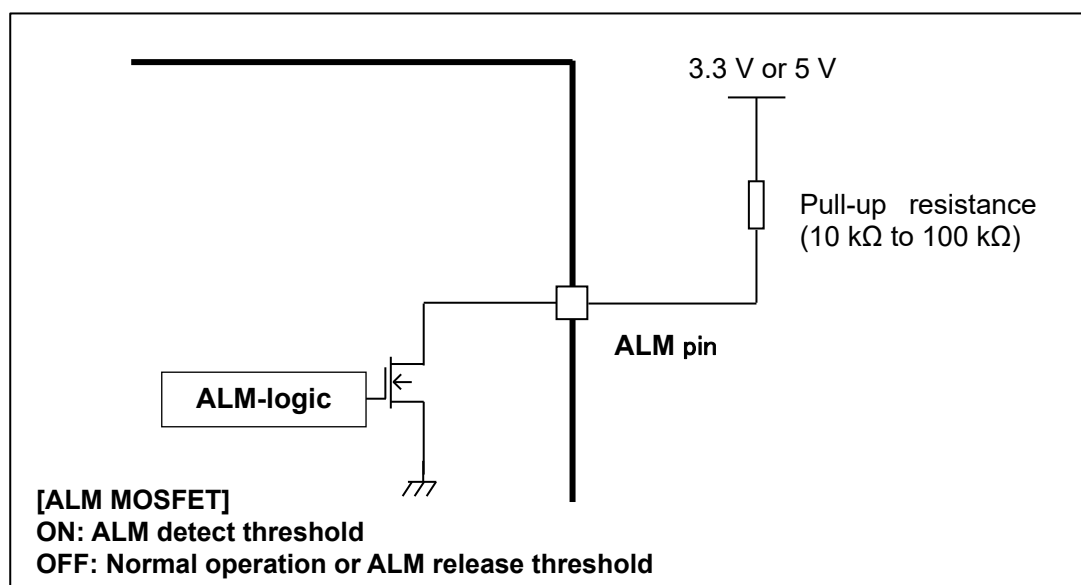 3.3 V or 5 V
Pull-up resistance
(10 kΩ to 100 kΩ)
ALM pin
ALM-logic
[ALM MOSFET]
ON: ALM detect threshold
OFF: Normal operation or ALM release threshold